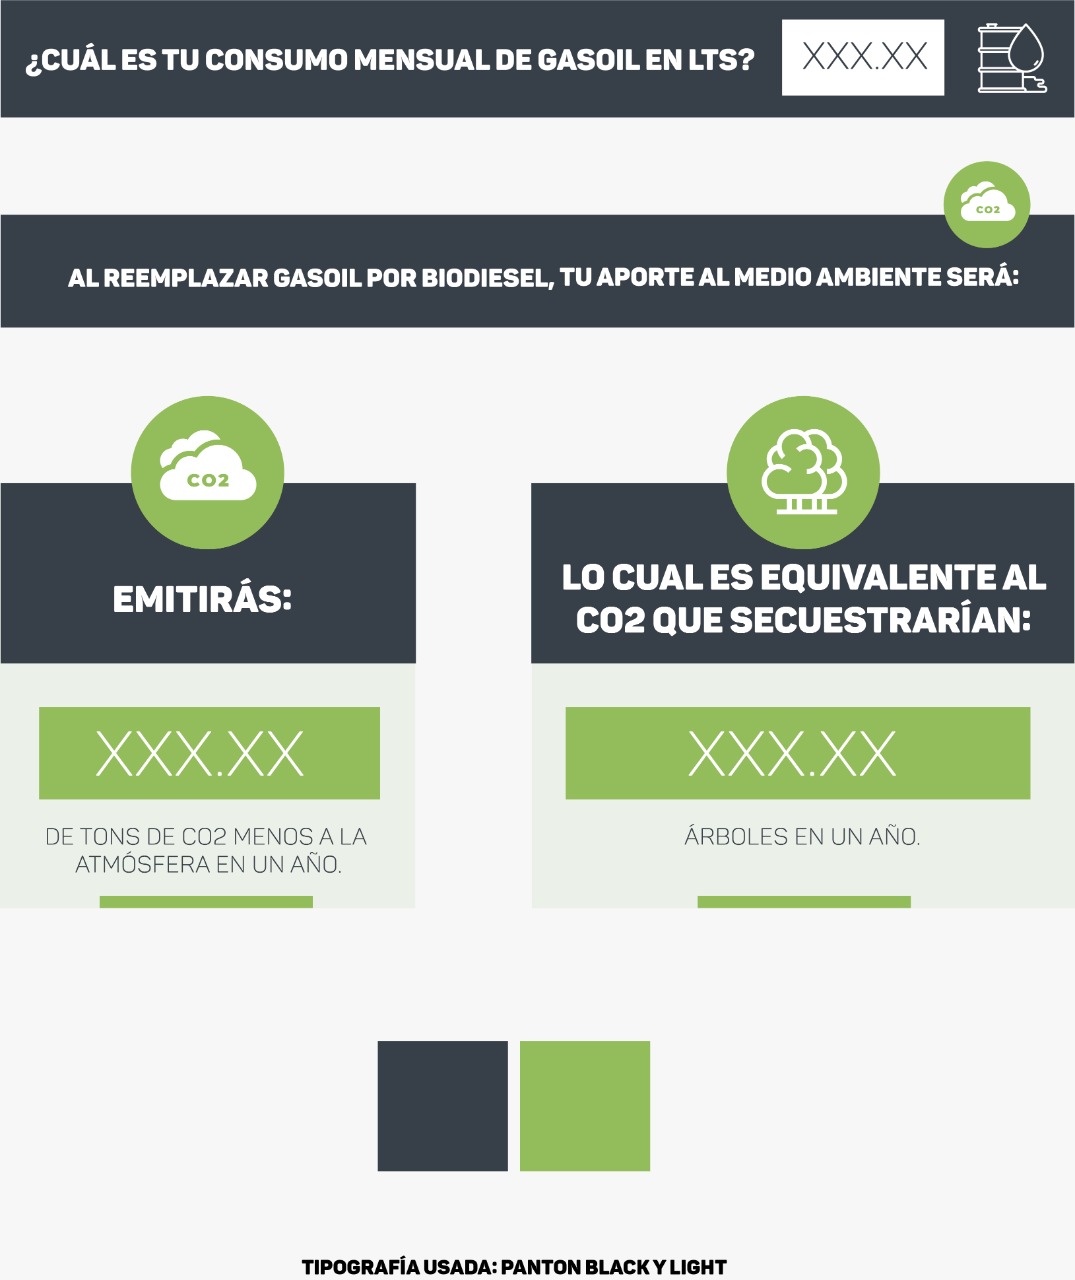 ¿CUÁL ES TU CONSUMO MENSUAL DE GASOIL EN LTS? XXX.XX
CO2
AL REEMPLAZAR GASOIL POR BIODIESEL, TU APORTE AL MEDIO AMBIENTE SERÁ:
CO2
EMITIRÁS:
XXX.XX
DE TONS DE CO2 MENOS A LA
ATMÓSFERA EN UN AÑO.
LO CUAL ES EQUIVALENTE AL
CO2 QUE SECUESTRARÍAN:
XXX.XX
ÁRBOLES EN UN AÑO.
TIPOGRAFÍA USADA: PANTON BLACK Y LIGHT